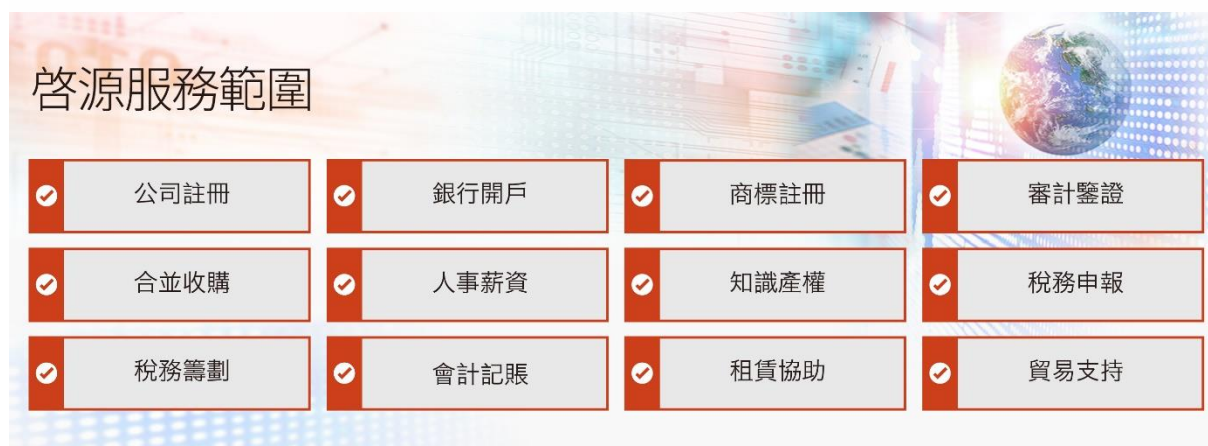 啓源服務範圍
公司註冊 銀行開戶 商標註冊 審計鑒證
合並收購 人事薪資 知識產權 稅務申報
稅務籌劃 會計記賬 租賃協助 貿易支持